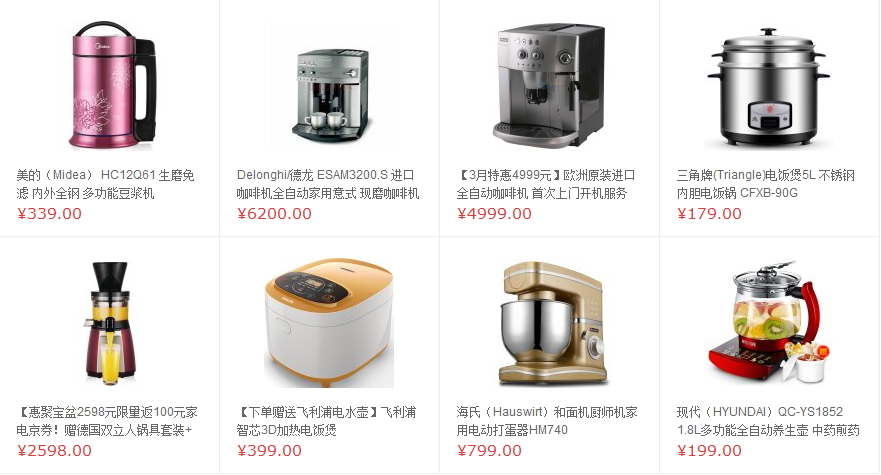 Midea
美的（Midea） HC12Q61 生磨免
滤 内外全钢 多功能豆浆机
¥339.00
Delonghi/德龙 ESAM3200.S 进口
咖啡机全自动家用意式 现磨咖啡机
¥6200.00
【3月特惠4999元】欧洲原装进口
全自动咖啡机 首次上门开机服务
¥4999.00
三角牌(Triangle)电饭煲5L 不锈钢
内胆电饭锅 CFXB-90G
¥179.00
【惠聚宝盆2598元限量返100元家
电京券！赠德国双立人锅具套装+
¥2598.00
【下单赠送飞利浦电水壶】飞利浦
智芯3D加热电饭煲
¥399.00
海氏（Hauswirt）和面机厨师机家
用电动打蛋器HM740
¥799.00
现代（HYUNDAI）QC-YS1852
1.8L多功能全自动养生壶 中药煎药
¥199.00